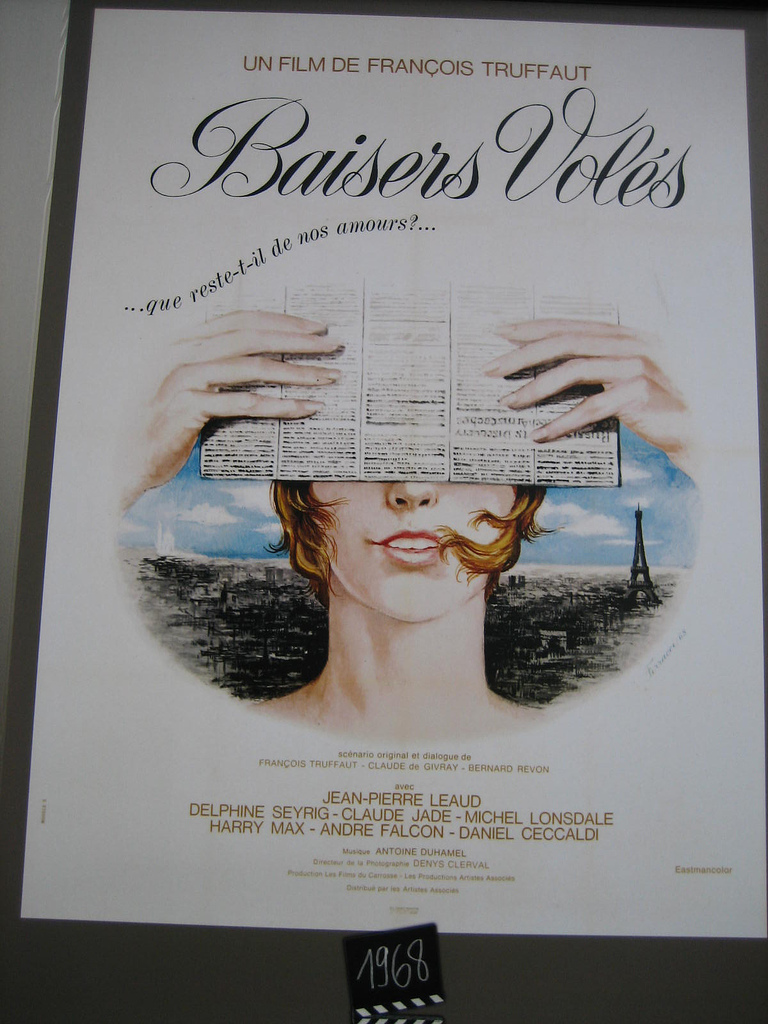 UN FILM DE FRANÇOIS TRUFFAUT
Baisers Volés
...que reste-t-il de nos amours?...
scénario original et dialogue de
FRANÇOIS TRUFFAUT - CLAUDE de GIVRAY - BERNARD REVON
avec
JEAN-PIERRE LEAUD
DELPHINE SEYRIG - CLAUDE JADE - MICHEL LONSDALE
HARRY MAX - ANDRE FALCON - DANIEL CECCALDI
Musique ANTOINE DUHAMEL
Directeur de la Photographie DENYS CLERVAL
Production Les Films du Carrosse - Les Productions Artistes Associés
Distribué par les Artistes Associés
Eastmancolor
1968